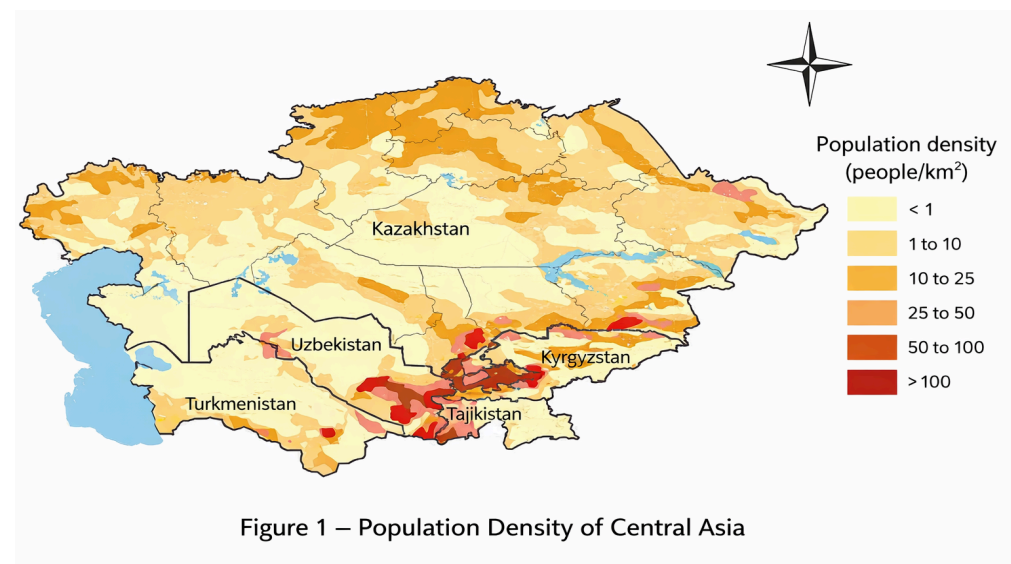 Population density
(people/km²)
< 1
1 to 10
10 to 25
25 to 50
50 to 100
> 100
Kazakhstan
Uzbekistan
Kyrgyzstan
Turkmenistan
Tajikistan
Figure 1 – Population Density of Central Asia